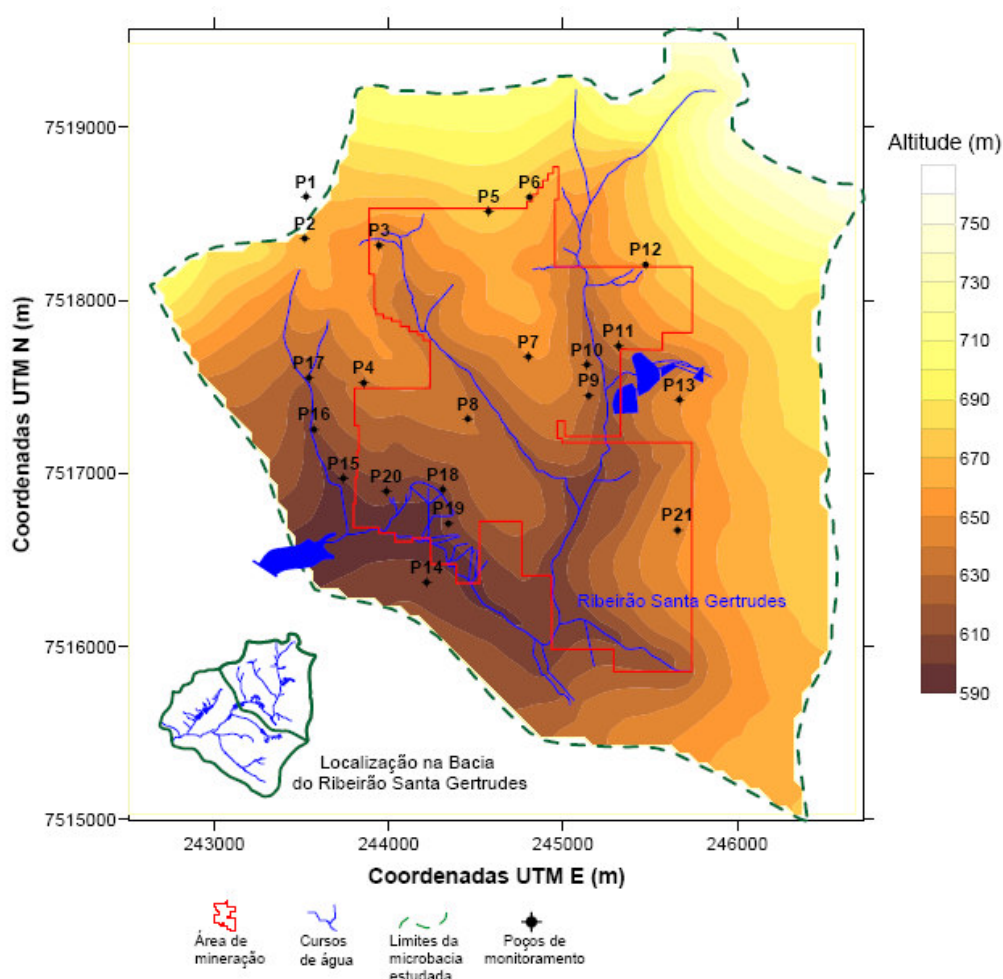 7519000
7518000
7517000
7516000
7515000
Coordenadas UTM N (m)
P1
P2
P3
P4
P5
P6
P7
P8
P9
P10
P11
P12
P13
P14
P15
P16
P17
P18
P19
P20
P21
Ribeirão Santa Gertrudes
Localização na Bacia
do Ribeirão Santa Gertrudes
243000
244000
245000
246000
Coordenadas UTM E (m)
Altitude (m)
750
730
710
690
670
650
630
610
590
Área de
mineração
Cursos
de água
Limites da
microbacia
estudada
Poços de
monitoramento